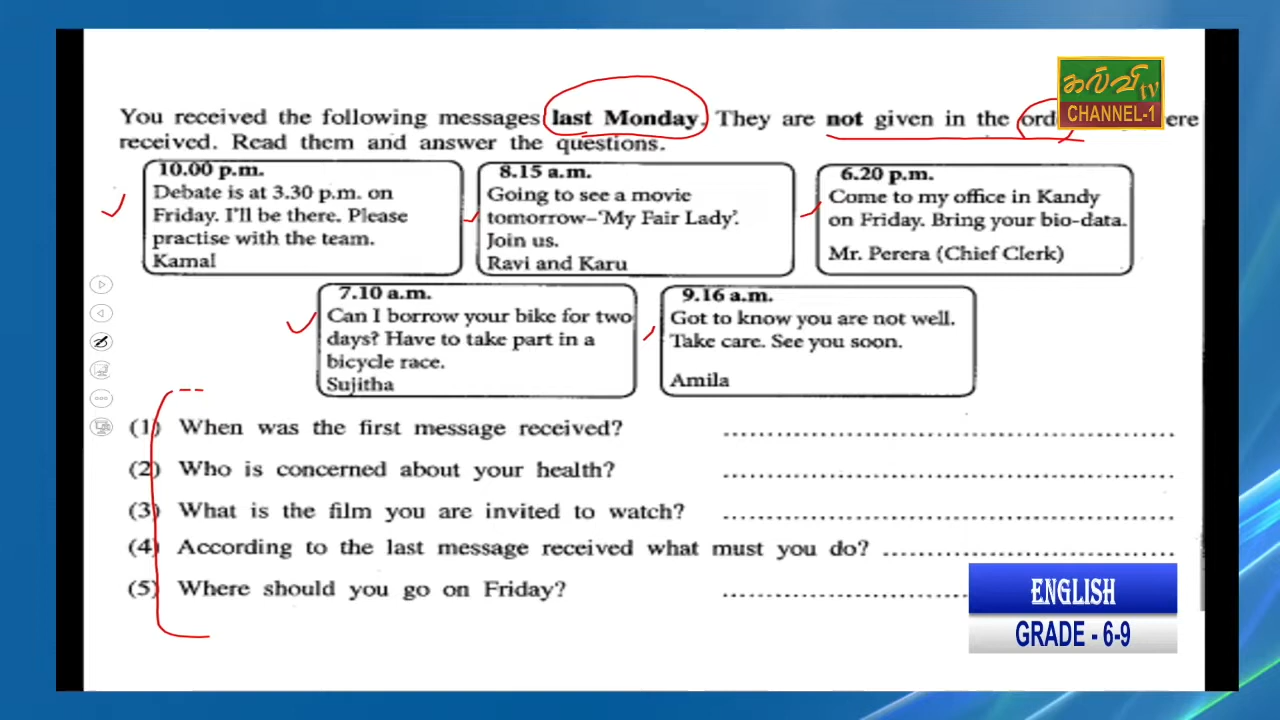 கல்வி TV
CHANNEL-1
You received the following messages last Monday. They are not given in the
received. Read them and answer the questions.
10.00 p.m.
Debate is at 3.30 p.m. on
Friday. I'll be there. Please
practise with the team.
Kamal
8.15 a.m.
Going to see a movie
tomorrow–'My Fair Lady'.
Join us.
Ravi and Karu
6.20 p.m.
Come to my office in Kandy
on Friday. Bring your bio-data.
Mr. Perera (Chief Clerk)
7.10 a.m.
Can I borrow your bike for two
days? Have to take part in a
bicycle race.
Sujitha
9.16 a.m.
Got to know you are not well.
Take care. See you soon.
Amila
(1) When was the first message received? ..........................................
(2) Who is concerned about your health? ..........................................
(3) What is the film you are invited to watch? ..........................................
(4) According to the last message received what must you do? ...........................
(5) Where should you go on Friday? .......................
ENGLISH
GRADE - 6-9